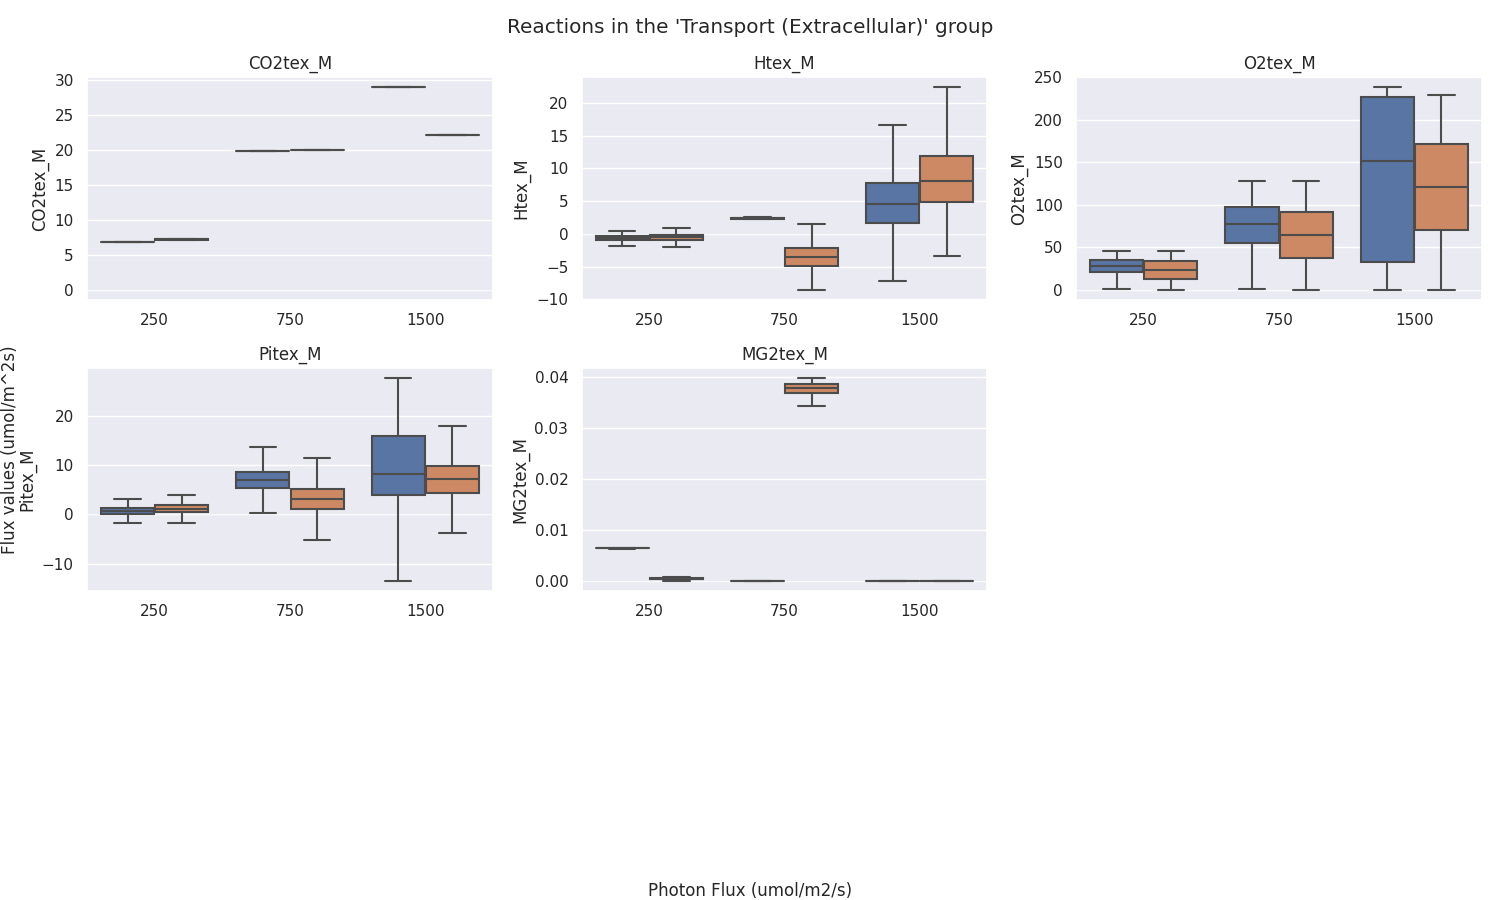 Reactions in the 'Transport (Extracellular)' group
CO2tex_M
CO2tex_M
30
25
20
15
10
5
0
250 750 1500
Htex_M
Htex_M
20
15
10
5
0
−5
−10
250 750 1500
O2tex_M
O2tex_M
250
200
150
100
50
0
250 750 1500
Flux values (umol/m^2s)
Pitex_M
Pitex_M
20
10
0
−10
250 750 1500
MG2tex_M
MG2tex_M
0.04
0.03
0.02
0.01
0.00
250 750 1500
Photon Flux (umol/m2/s)